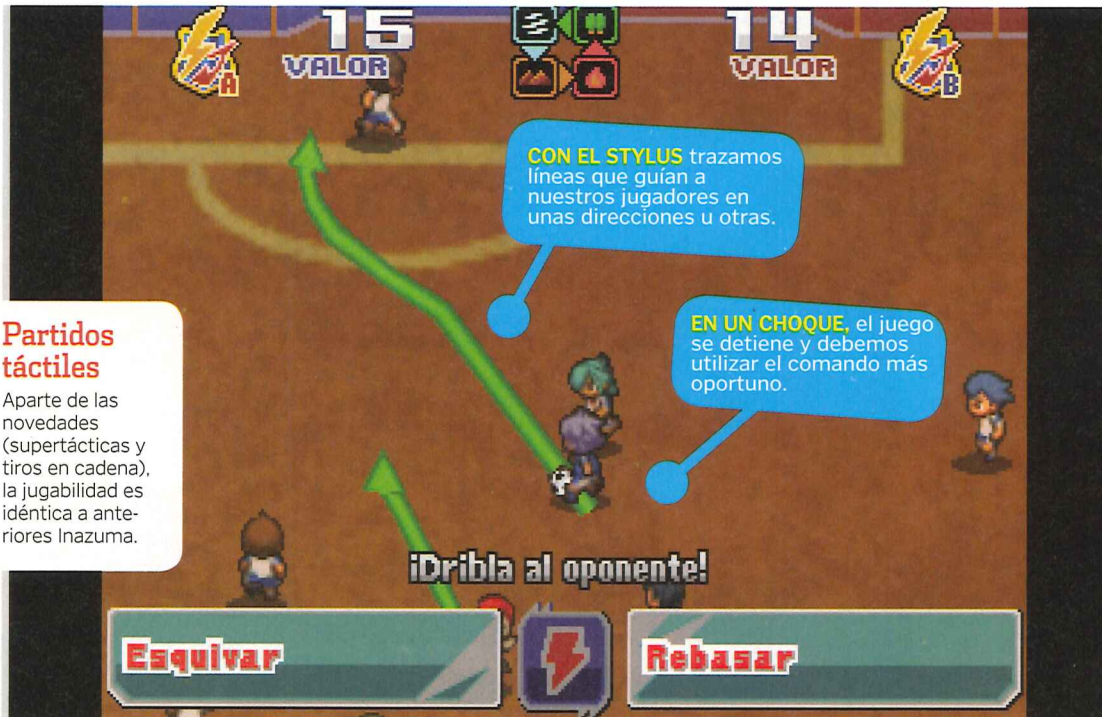 15
VALOR
A
14
VALOR
B
CON EL STYLUS trazamos
líneas que guían a
nuestros jugadores en
unas direcciones u otras.
EN UN CHOQUE, el juego
se detiene y debemos
utilizar el comando más
oportuno.
Partidos
táctiles
Aparte de las
novedades
(supertácticas y
tiros en cadena),
la jugabilidad es
idéntica a ante-
riores Inazuma.
¡Dribla al oponente!
Esquivar
Rebasar